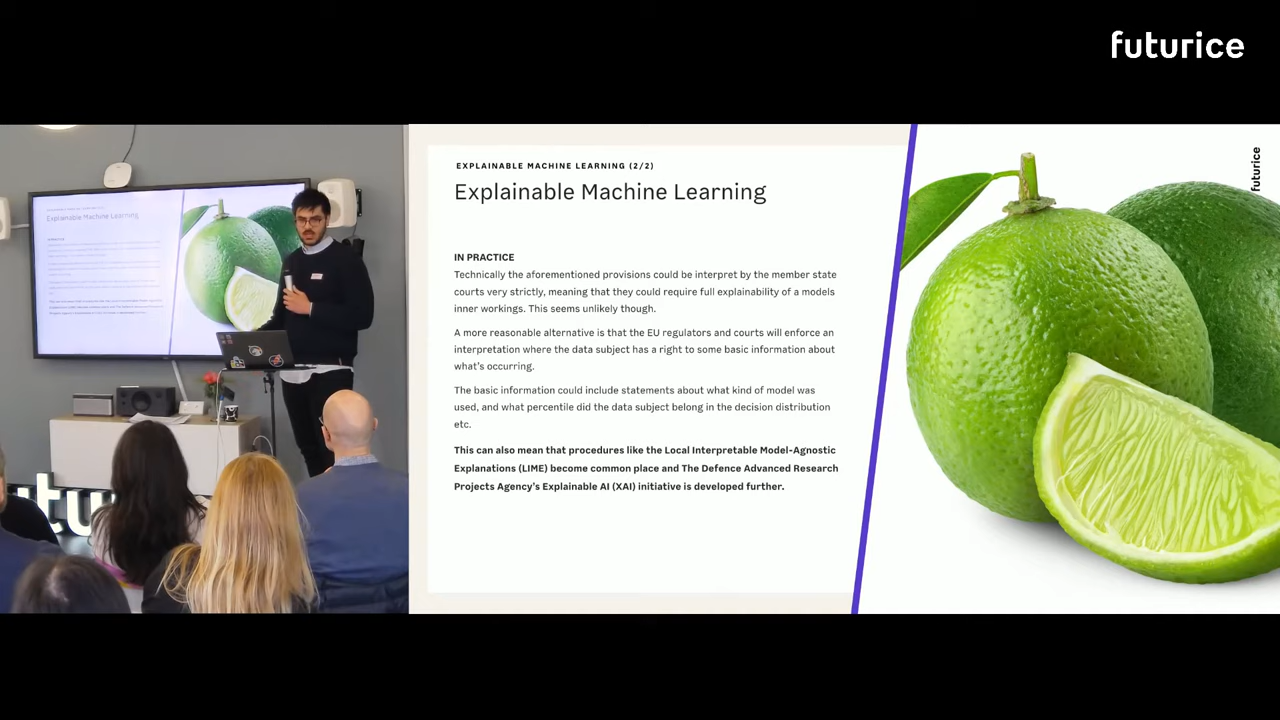 futurice
EXPLAINABLE MACHINE LEARNING (2/2)
Explainable Machine Learning
IN PRACTICE
Technically the aforementioned provisions could be interpret by the member state
courts very strictly, meaning that they could require full explainability of a models
inner workings. This seems unlikely though.
A more reasonable alternative is that the EU regulators and courts will enforce an
interpretation where the data subject has a right to some basic information about
what's occurring.
The basic information could include statements about what kind of model was
used, and what percentile did the data subject belong in the decision distribution
etc.
This can also mean that procedures like the Local Interpretable Model-Agnostic
Explanations (LIME) become common place and The Defence Advanced Research
Projects Agency's Explainable AI (XAI) initiative is developed further.
futurice
Explainable Machine Learning